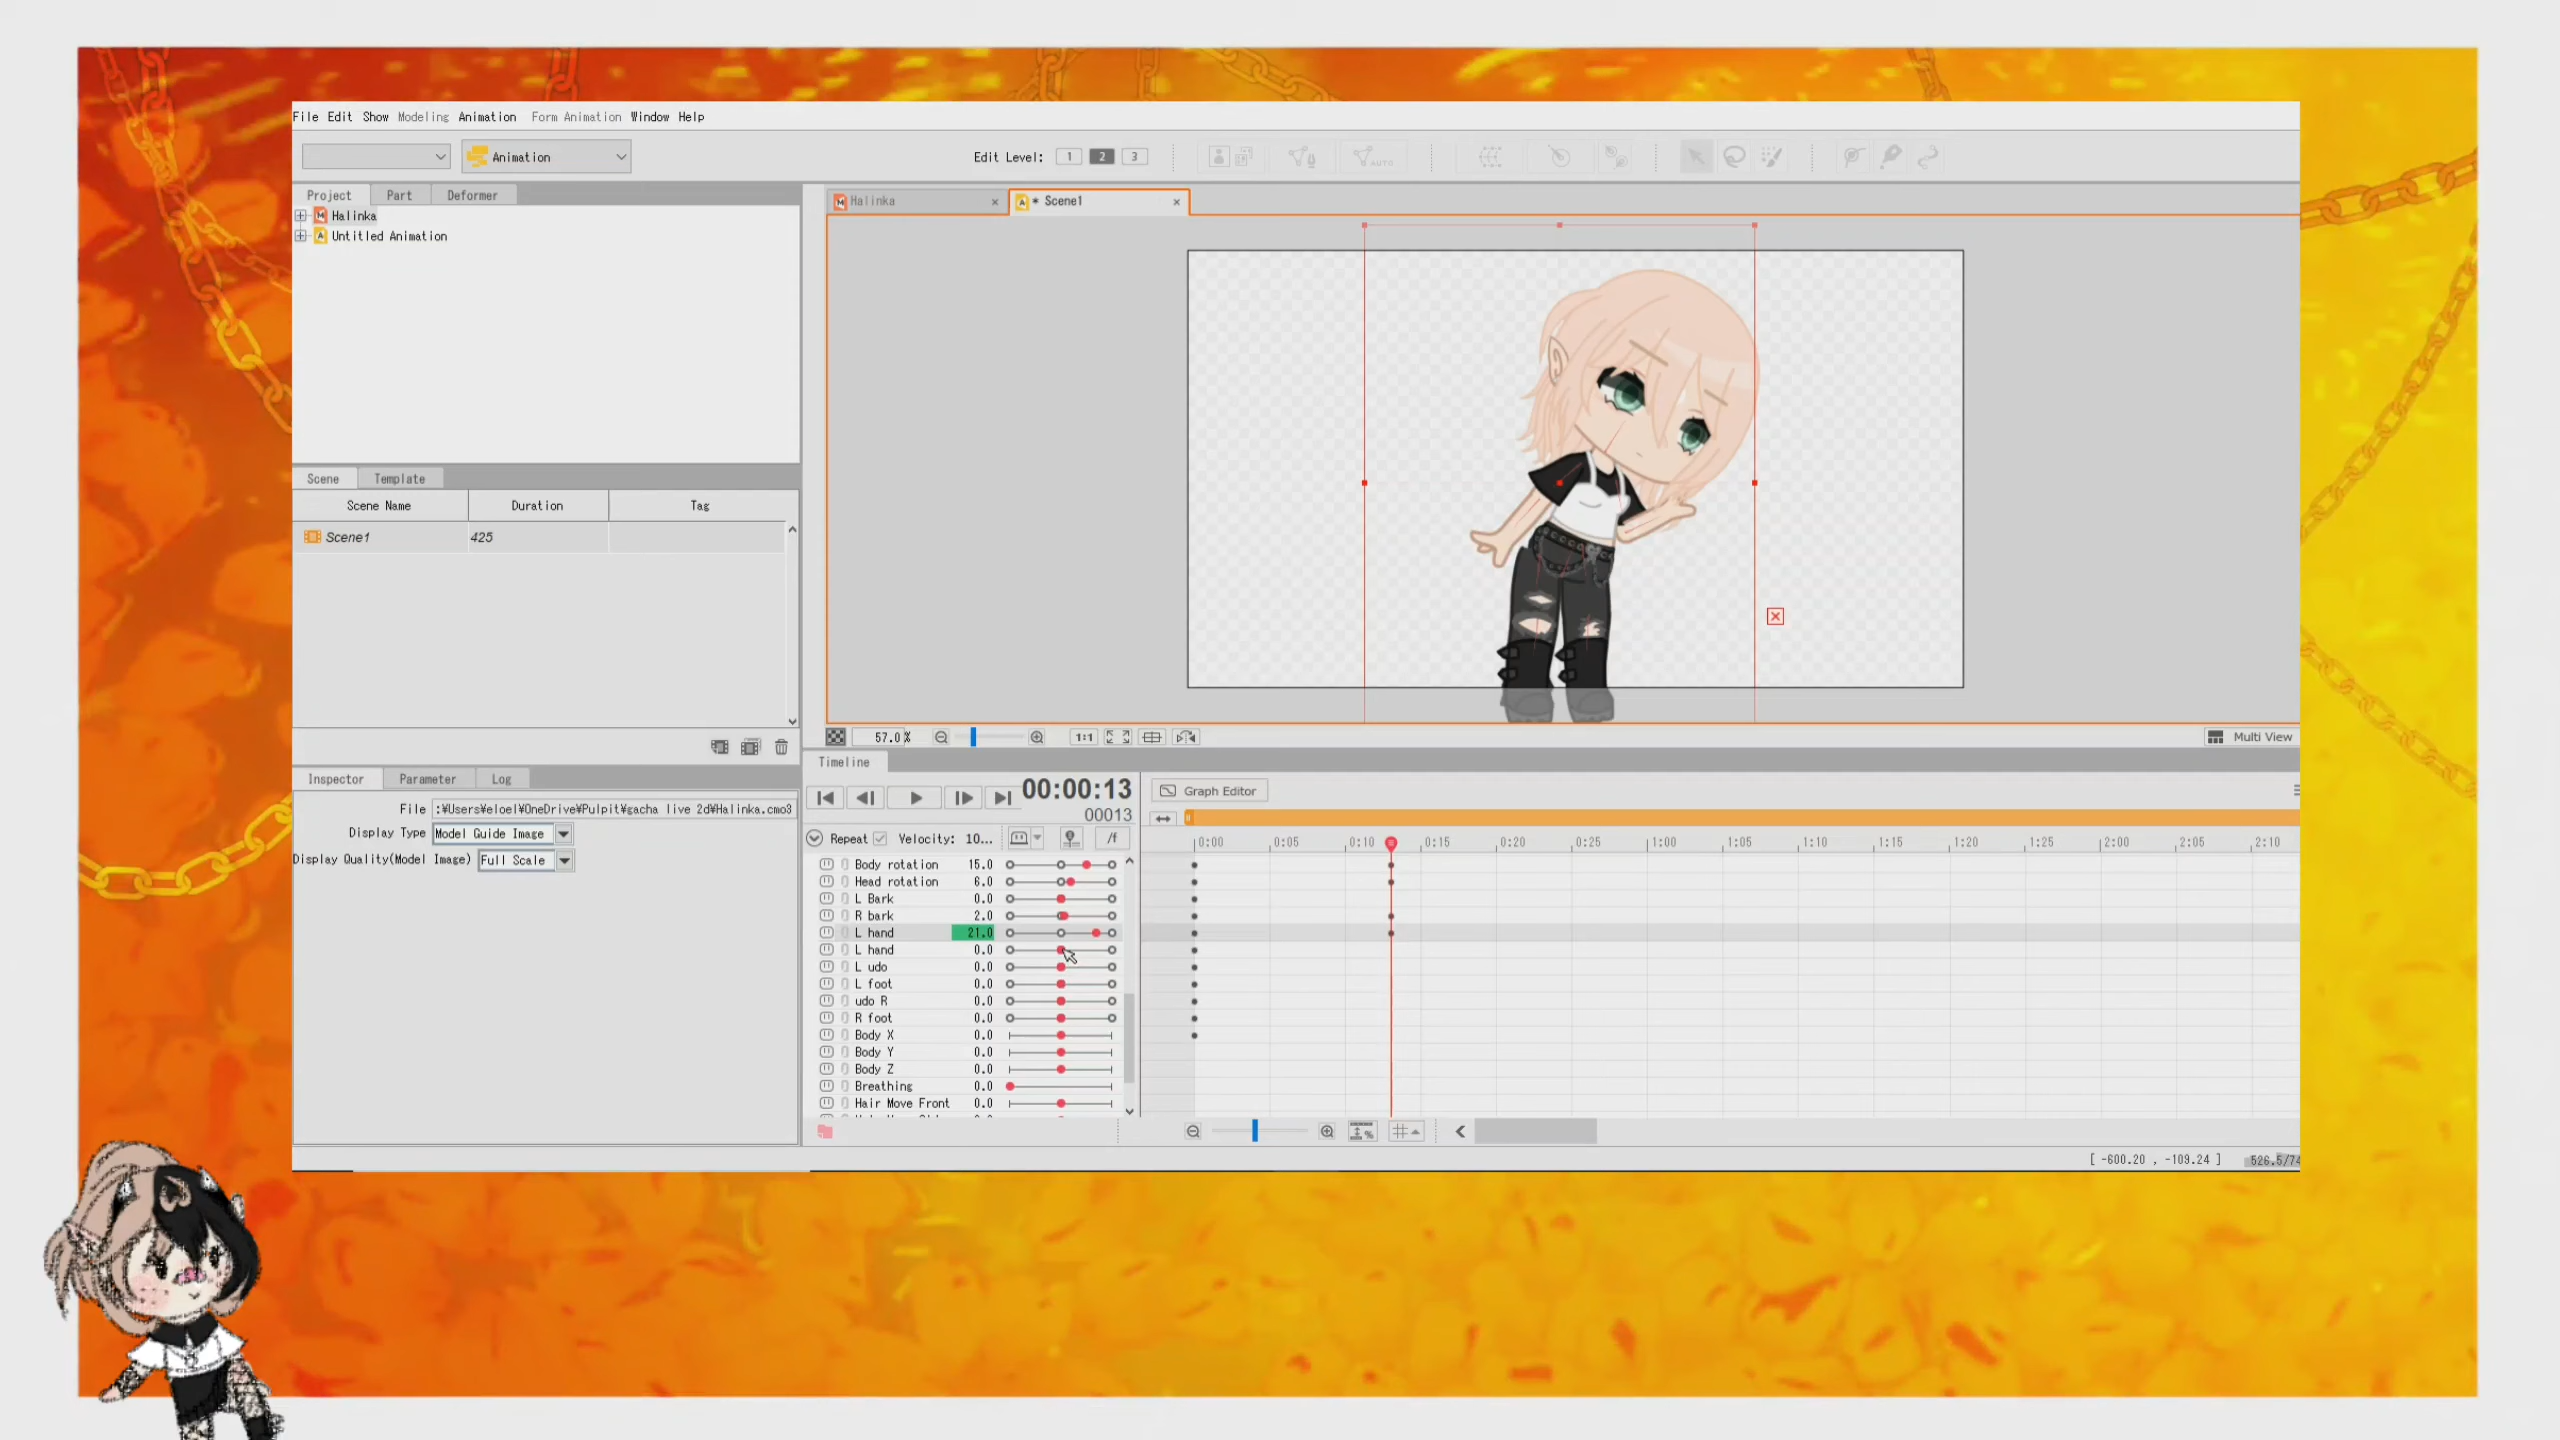 File Edit Show Modeling Animation Form Animation Window Help
Animation
Edit Level: 1 2 3
AUTO
Project Part Deformer
Halinka
* Scene1
Halinka
Untitled Animation
Scene Template
Scene Name Duration Tag
Scene1 425
57.0% 1:1
Multi View
Timeline
Inspector Parameter Log
00:00:13
Graph Editor
File :¥Users¥eloel¥OneDrive¥Pulpit¥gacha live 2d¥Halinka.cmo3
00013
Display Type Model Guide Image
Repeat Velocity: 10... /f
0:00 0:05 0:10 0:15 0:20 0:25 1:00 1:05 1:10 1:15 1:20 1:25 2:00 2:05 2:10
Display Quality(Model Image) Full Scale
Body rotation 15.0
Head rotation 6.0
L Bark 0.0
R bark 2.0
L hand 21.0
L hand 0.0
L udo 0.0
L foot 0.0
udo R 0.0
R foot 0.0
Body X 0.0
Body Y 0.0
Body Z 0.0
Breathing 0.0
Hair Move Front 0.0
[ -600.20 , -109.24 ]
526.5/74